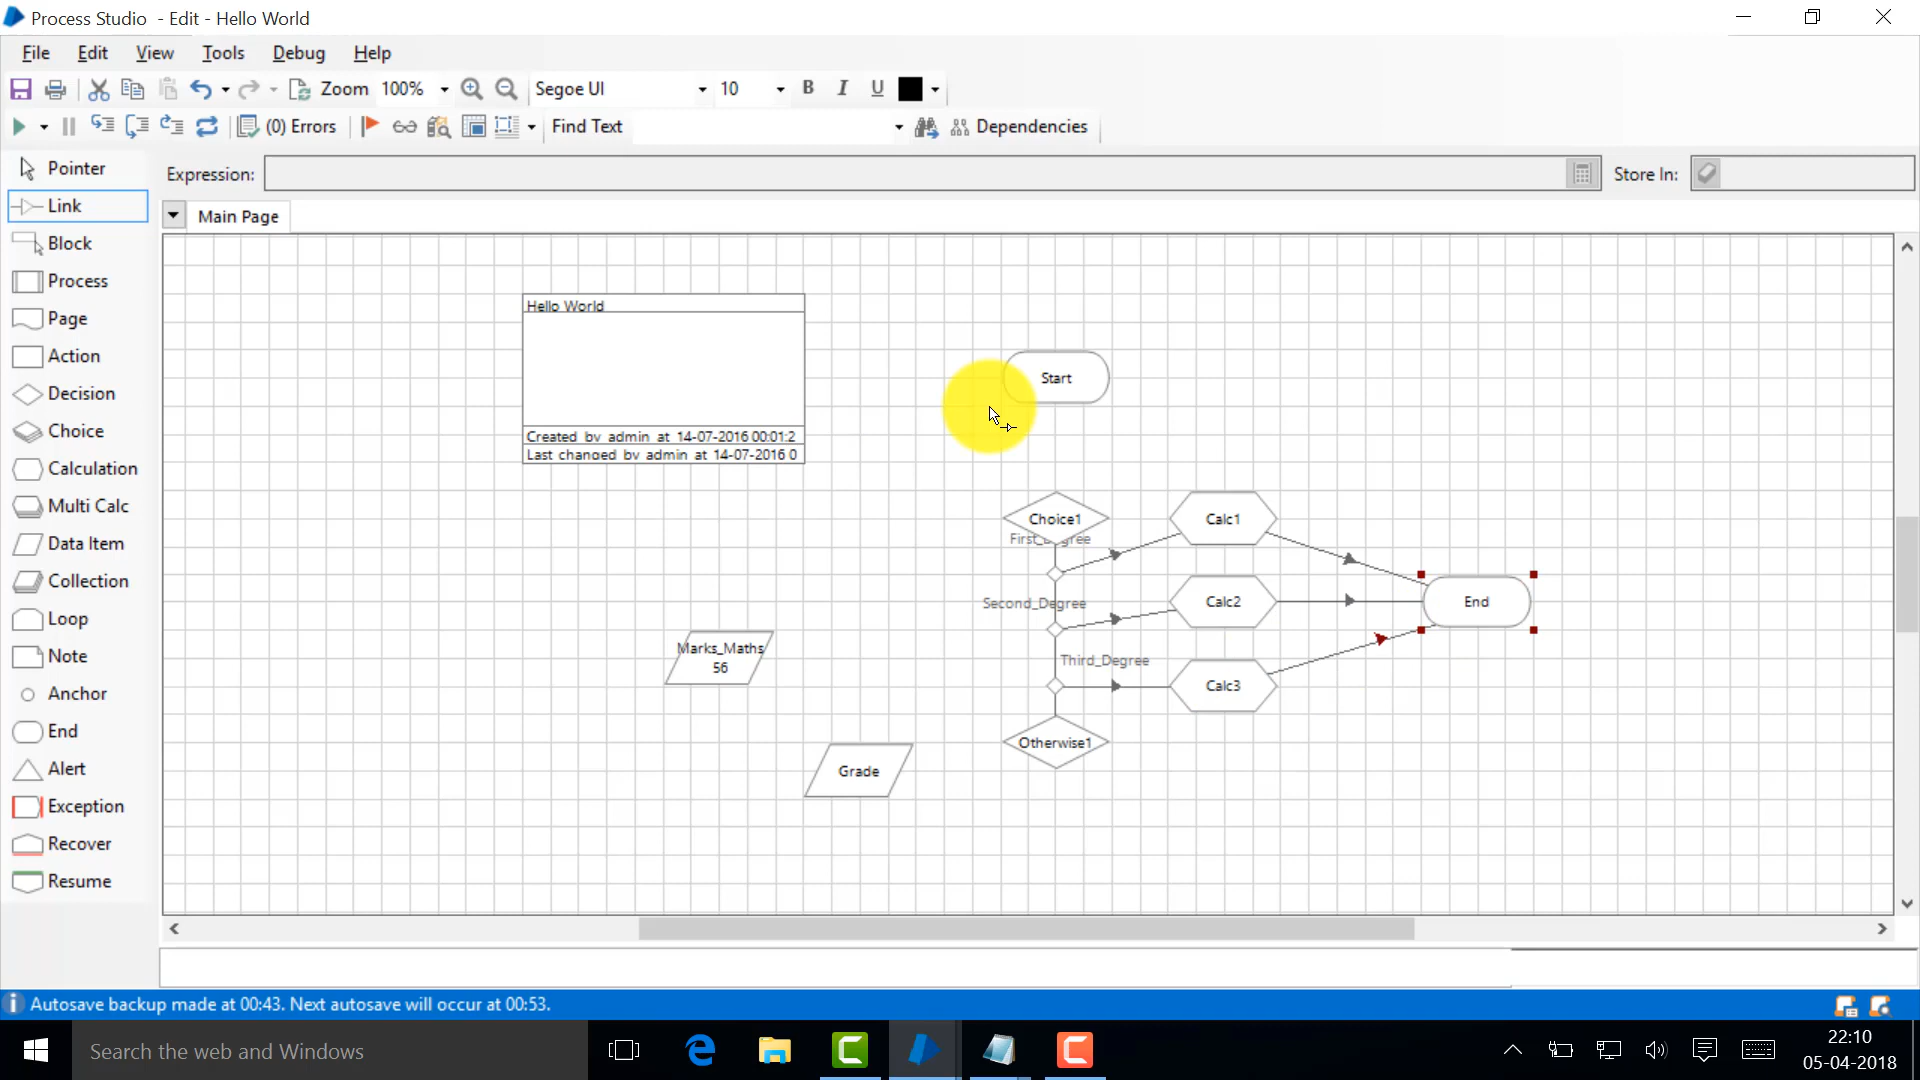 Process Studio - Edit - Hello World
File Edit View Tools Debug Help
Zoom 100% Segoe UI 10 B I U
(0) Errors Find Text Dependencies
Pointer
Link
Block
Process
Page
Action
Decision
Choice
Calculation
Multi Calc
Data Item
Collection
Loop
Note
Anchor
End
Alert
Exception
Recover
Resume
Expression: Store In:
Main Page
Hello World
Created by admin at 14-07-2016 00:01:2
Last changed by admin at 14-07-2016 0
Start
Choice1
First_Degree
Second_Degree
Third_Degree
Otherwise1
Calc1
Calc2
Calc3
End
Marks_Maths
56
Grade
Autosave backup made at 00:43. Next autosave will occur at 00:53.
Search the web and Windows
22:10
05-04-2018